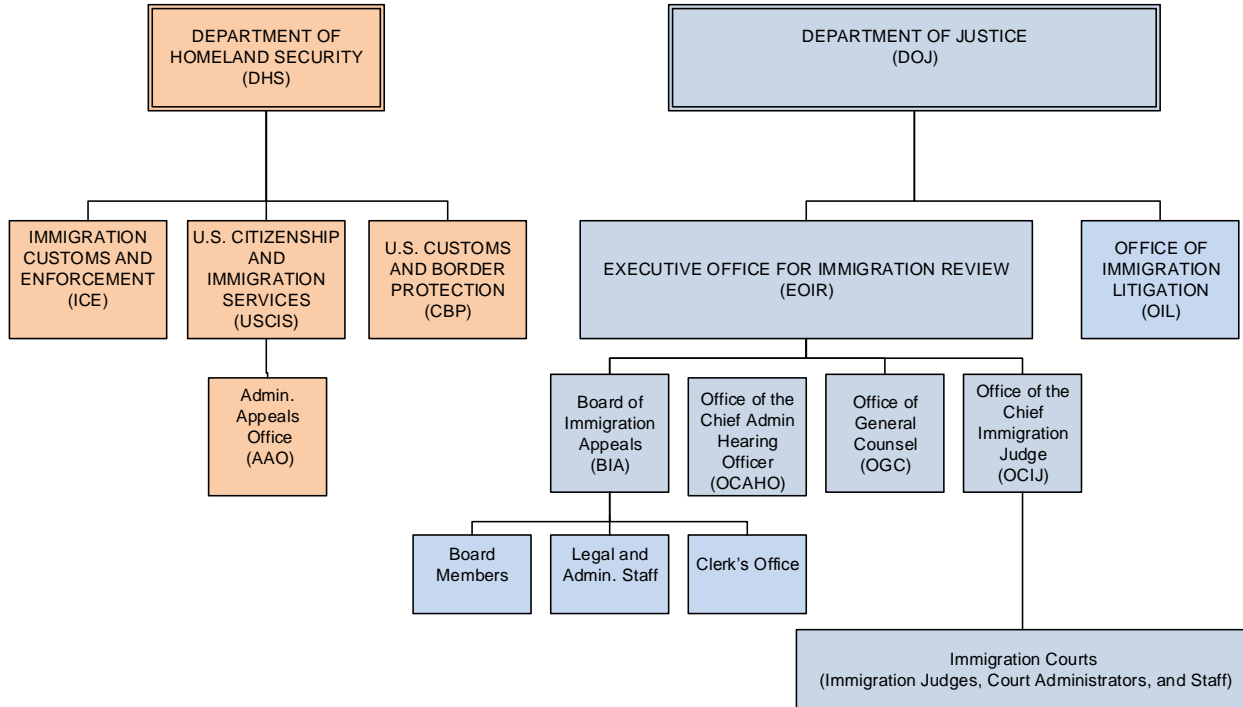 DEPARTMENT OF
HOMELAND SECURITY
(DHS)
DEPARTMENT OF JUSTICE
(DOJ)
IMMIGRATION
CUSTOMS AND
ENFORCEMENT
(ICE)
U.S. CITIZENSHIP
AND
IMMIGRATION
SERVICES
(USCIS)
U.S. CUSTOMS
AND BORDER
PROTECTION
(CBP)
EXECUTIVE OFFICE FOR IMMIGRATION REVIEW
(EOIR)
OFFICE OF
IMMIGRATION
LITIGATION
(OIL)
Admin.
Appeals
Office
(AAO)
Board of
Immigration
Appeals
(BIA)
Office of the
Chief Admin
Hearing
Officer
(OCAHO)
Office of
General
Counsel
(OGC)
Office of the
Chief
Immigration
Judge
(OCIJ)
Board
Members
Legal and
Admin. Staff
Clerk's Office
Immigration Courts
(Immigration Judges, Court Administrators, and Staff)